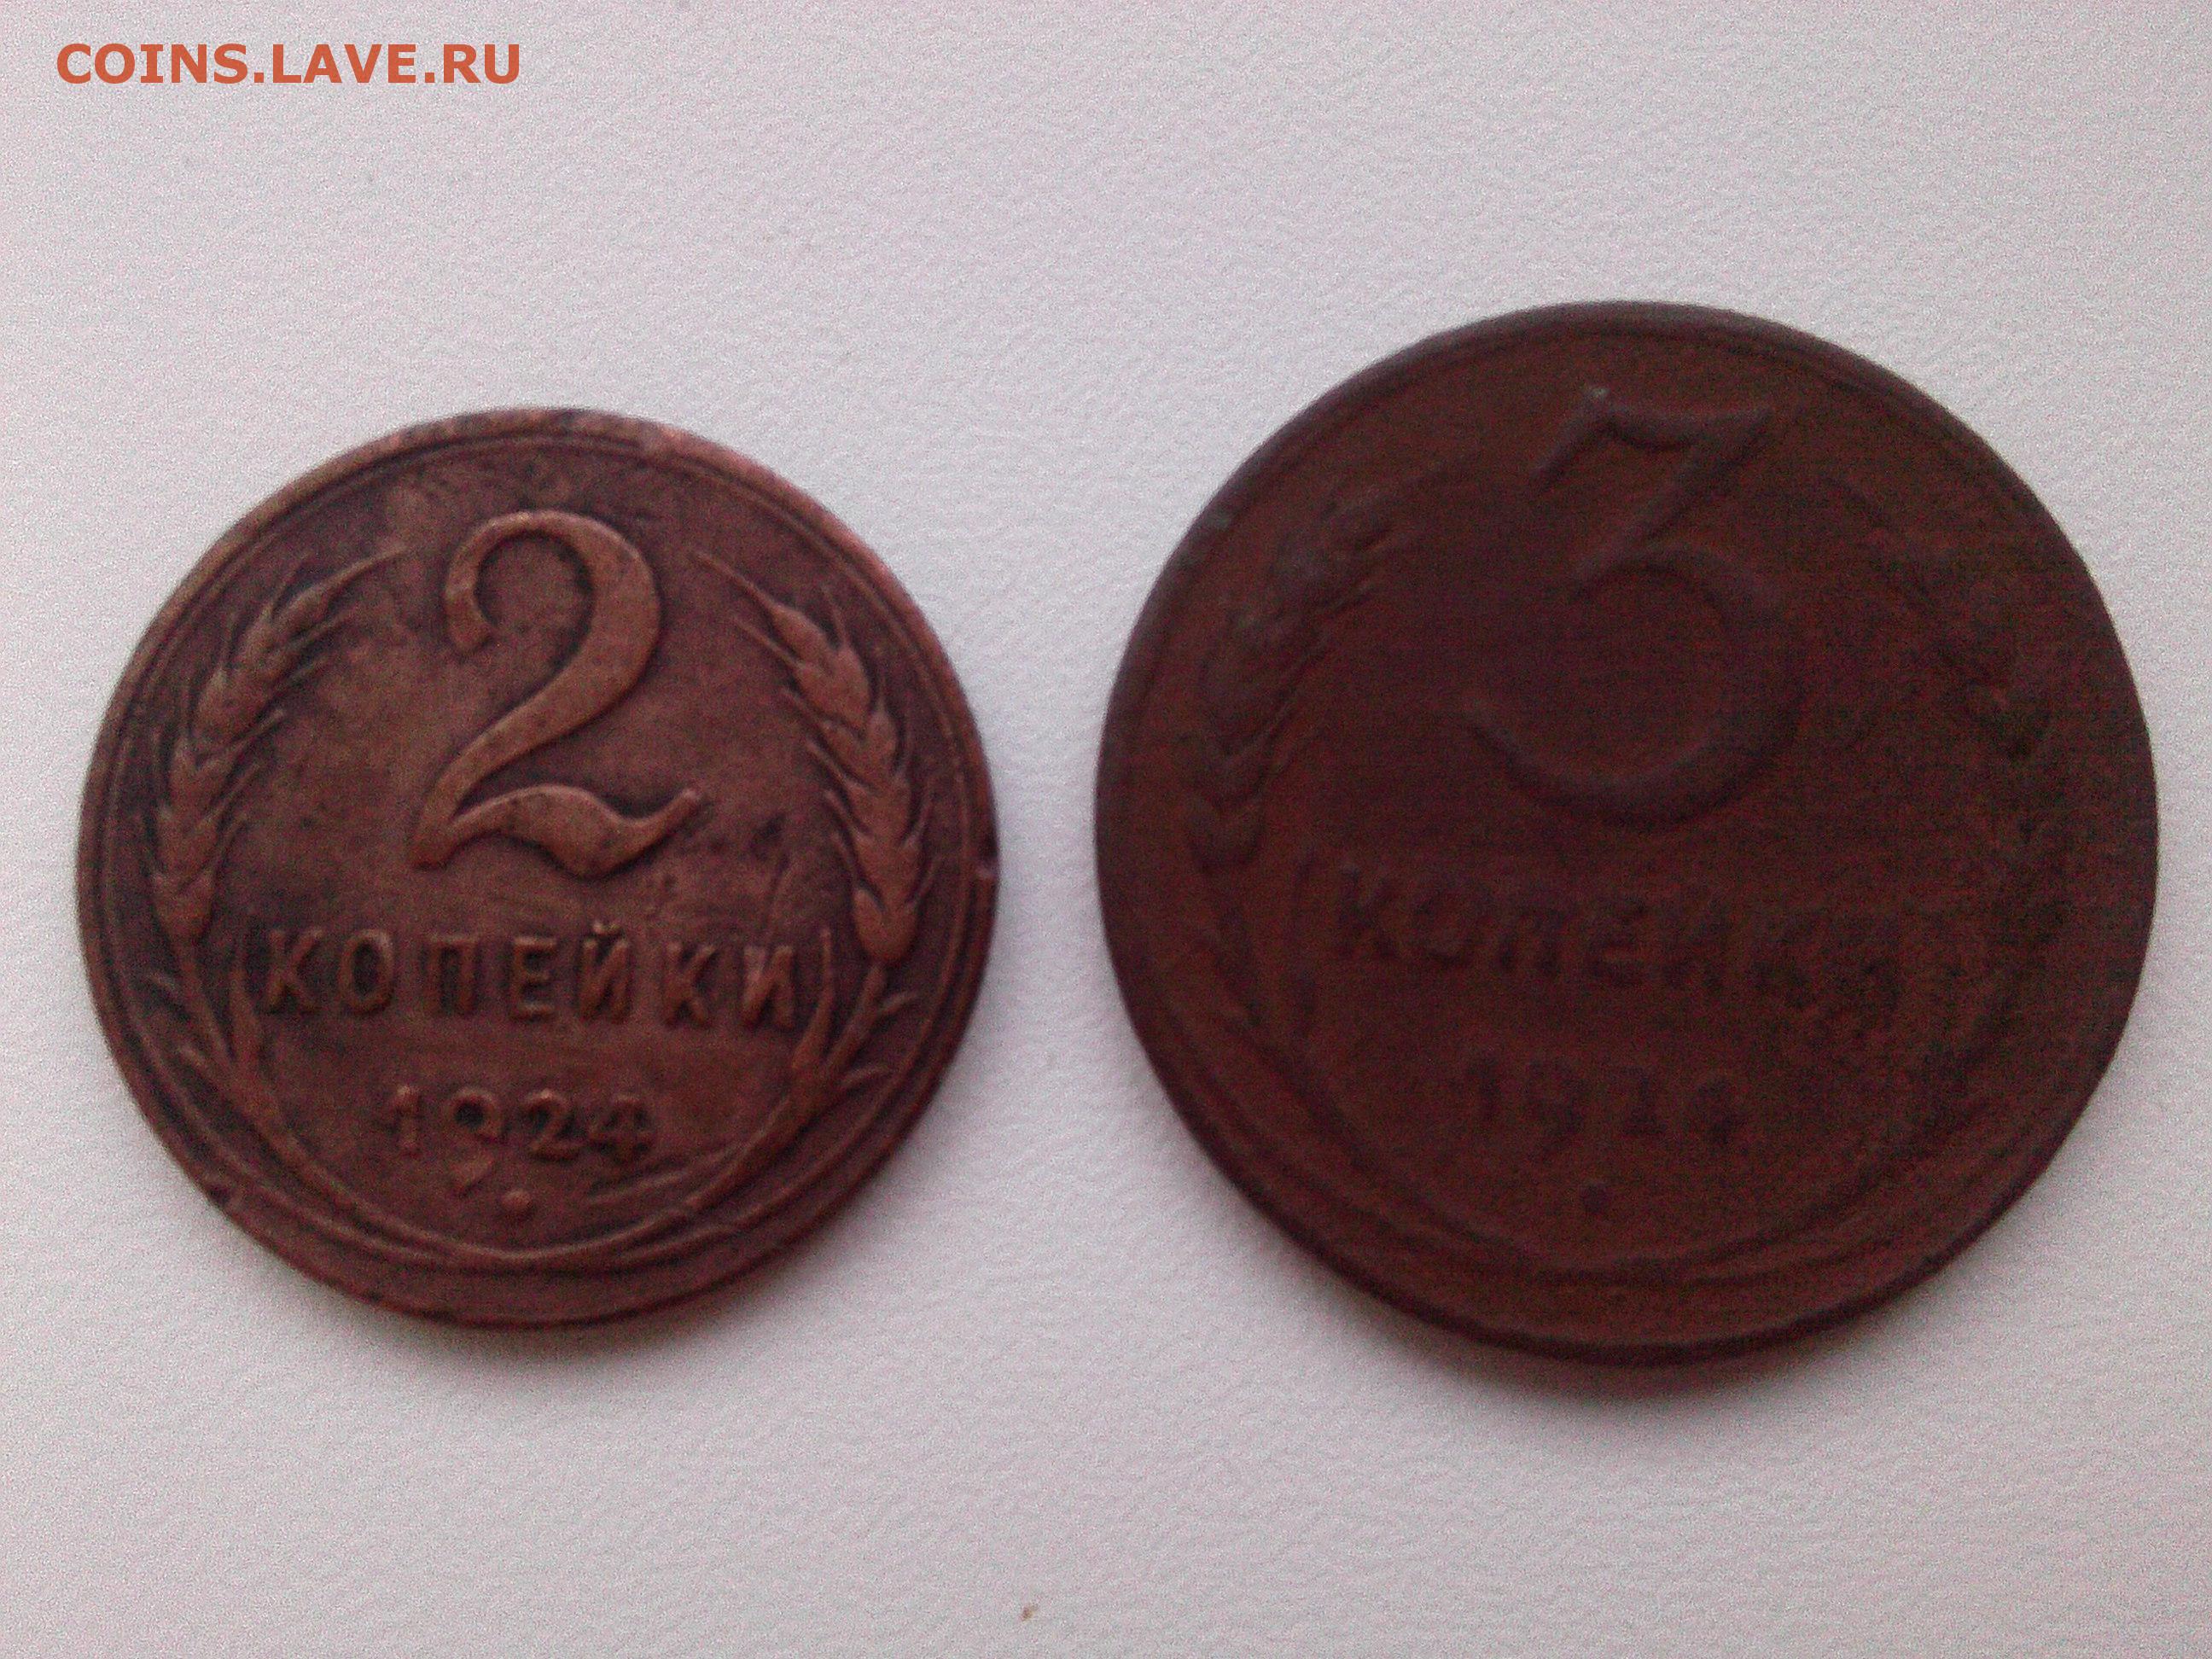 COINS.LAVE.RU
2
КОПЕЙКИ
1924
3
КОПЕЙКИ